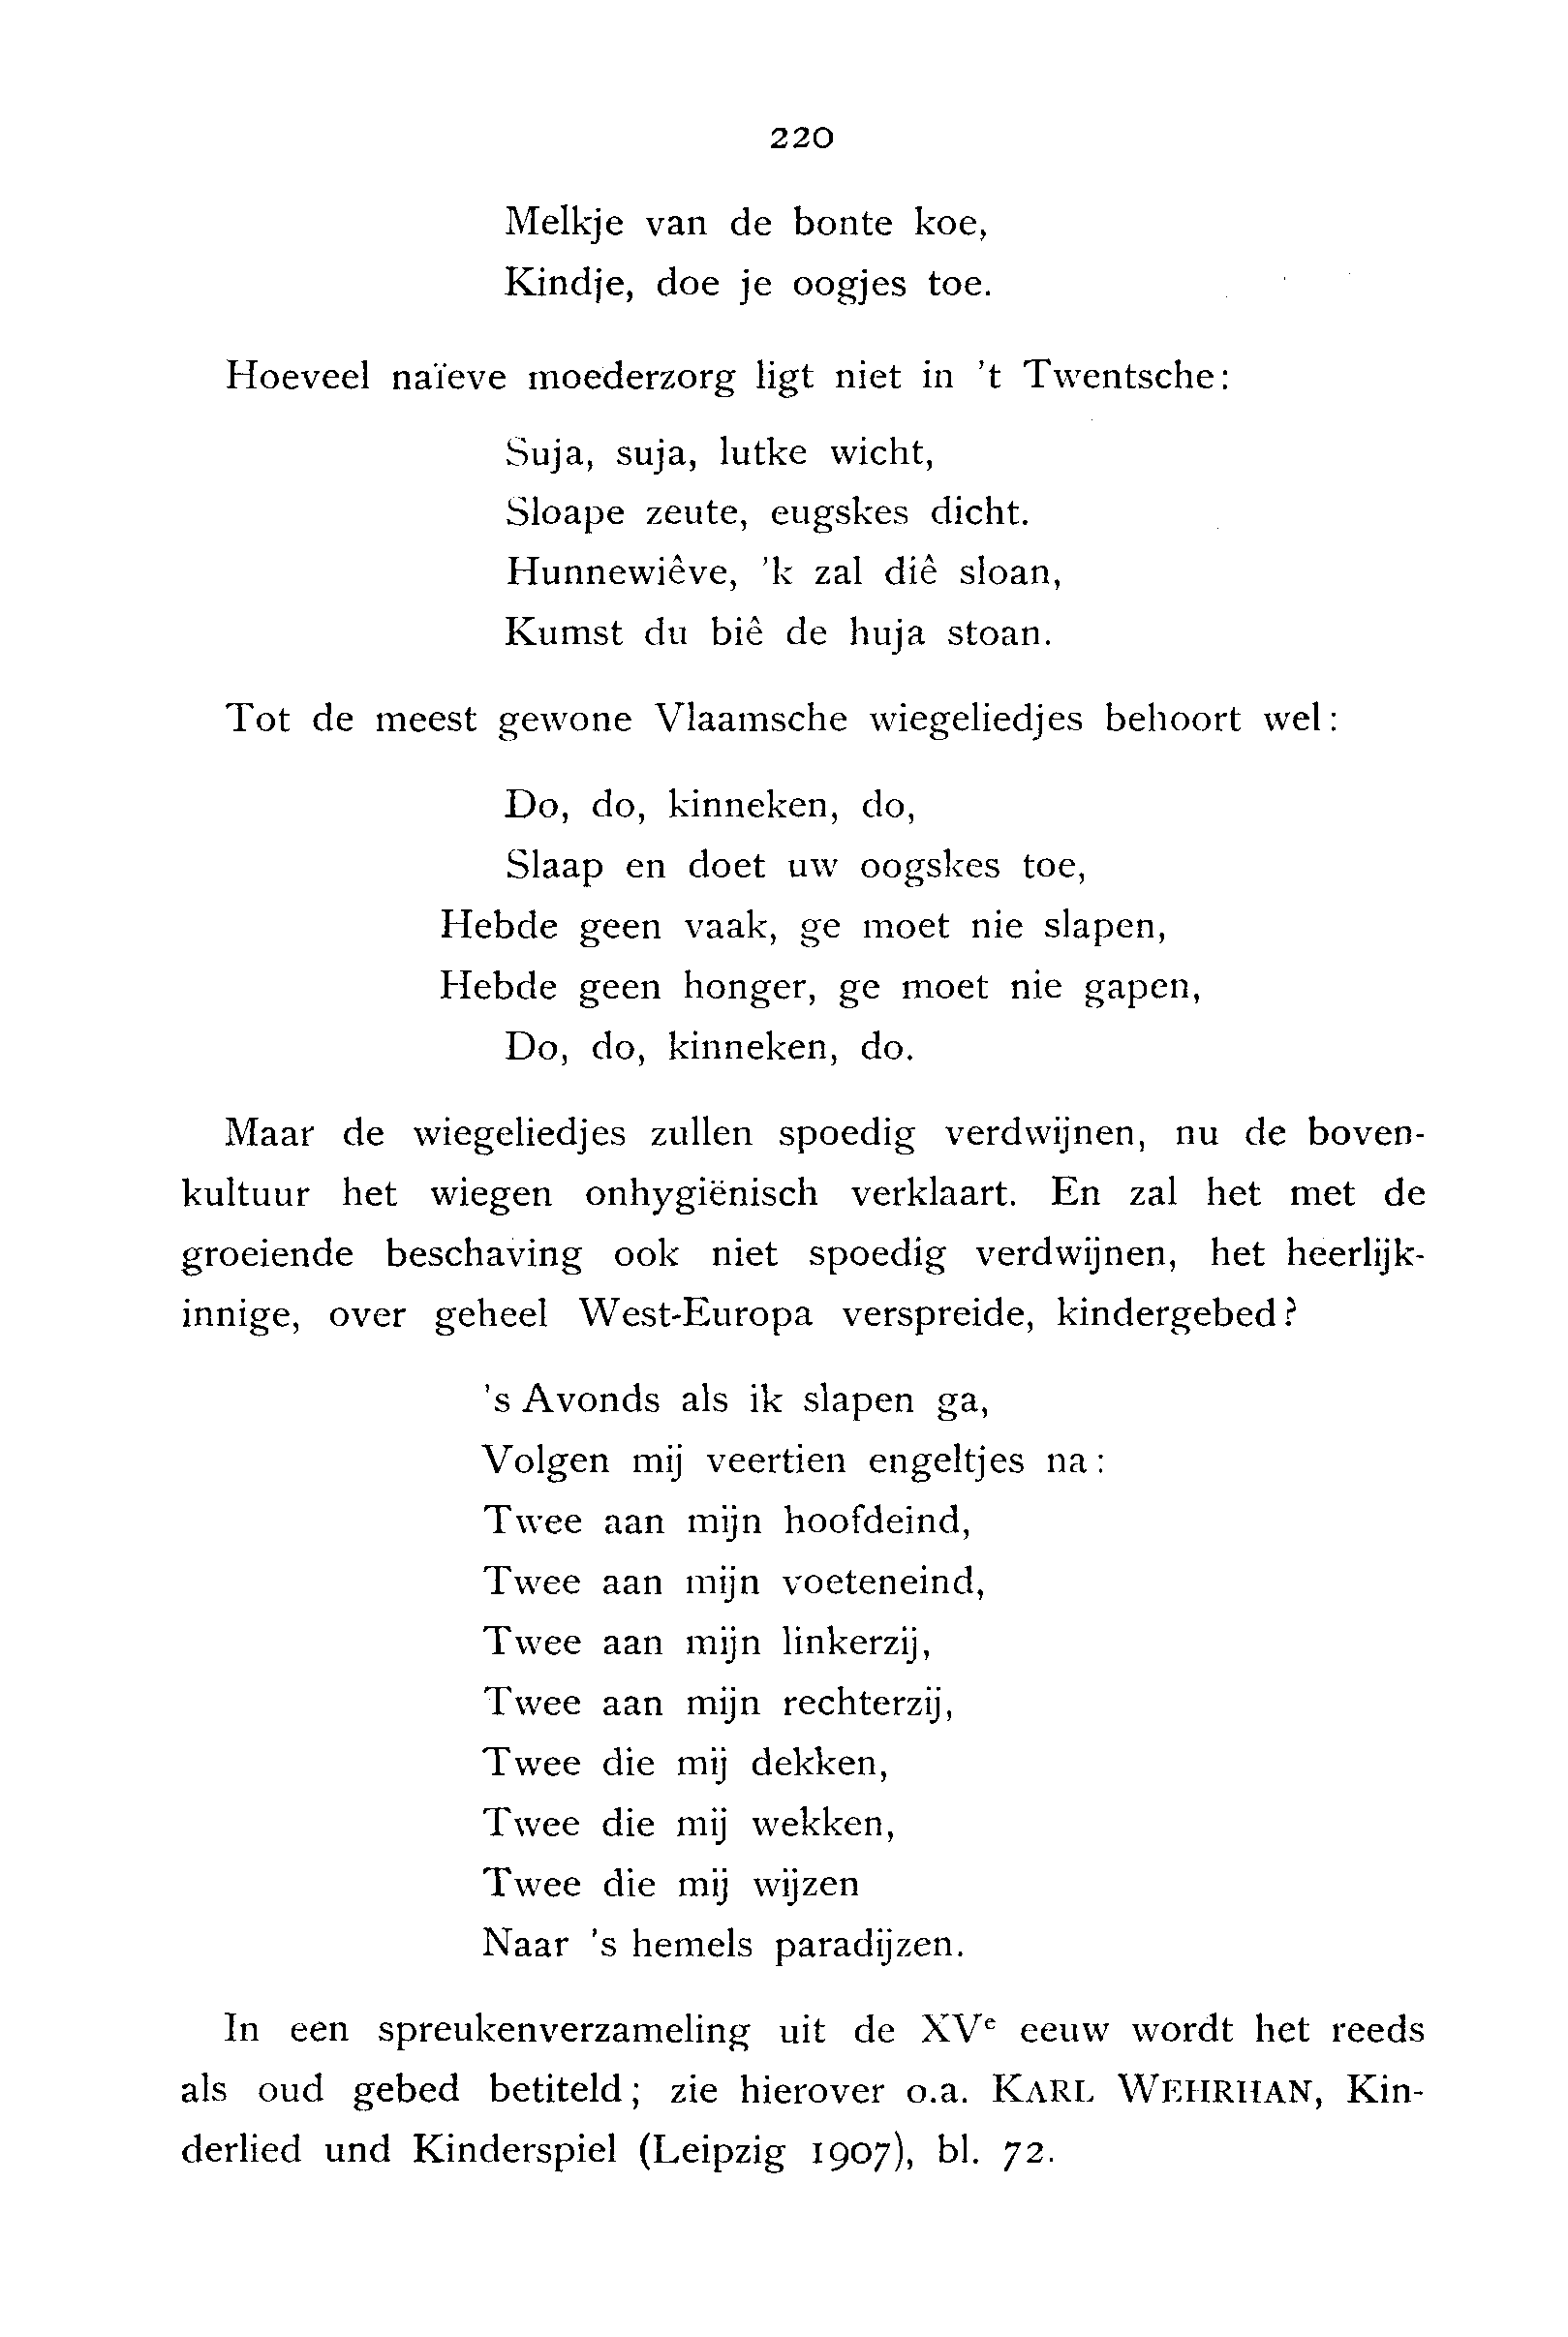 220
Melkje van de bonte koe,
Kindje, doe je oogjes toe.
Hoeveel naïeve moederzorg ligt niet in 't Twentsche:
Suja, suja, lutke wicht,
Sloape zeute, eugskes dicht.
Hunnewiêve, 'k zal diê sloan,
Kumst du biê de huja stoan.
Tot de meest gewone Vlaamsche wiegeliedjes behoort wel:
Do, do, kinneken, do,
Slaap en doet uw oogskes toe,
Hebde geen vaak, ge moet nie slapen,
Hebde geen honger, ge moet nie gapen,
Do, do, kinneken, do.
Maar de wiegeliedjes zullen spoedig verdwijnen, nu de boven-
kultuur het wiegen onhygiënisch verklaart. En zal het met de
groeiende beschaving ook niet spoedig verdwijnen, het heerlijk-
innige, over geheel West-Europa verspreide, kindergebed?
's Avonds als ik slapen ga,
Volgen mij veertien engeltjes na:
Twee aan mijn hoofdeind,
Twee aan mijn voeteneind,
Twee aan mijn linkerzij,
Twee aan mijn rechterzij,
Twee die mij dekken,
Twee die mij wekken,
Twee die mij wijzen
Naar 's hemels paradijzen.
In een spreukenverzameling uit de XVe eeuw wordt het reeds
als oud gebed betiteld; zie hierover o.a. KARL WEHRHAN, Kin-
derlied und Kinderspiel (Leipzig 1907), bl. 72.